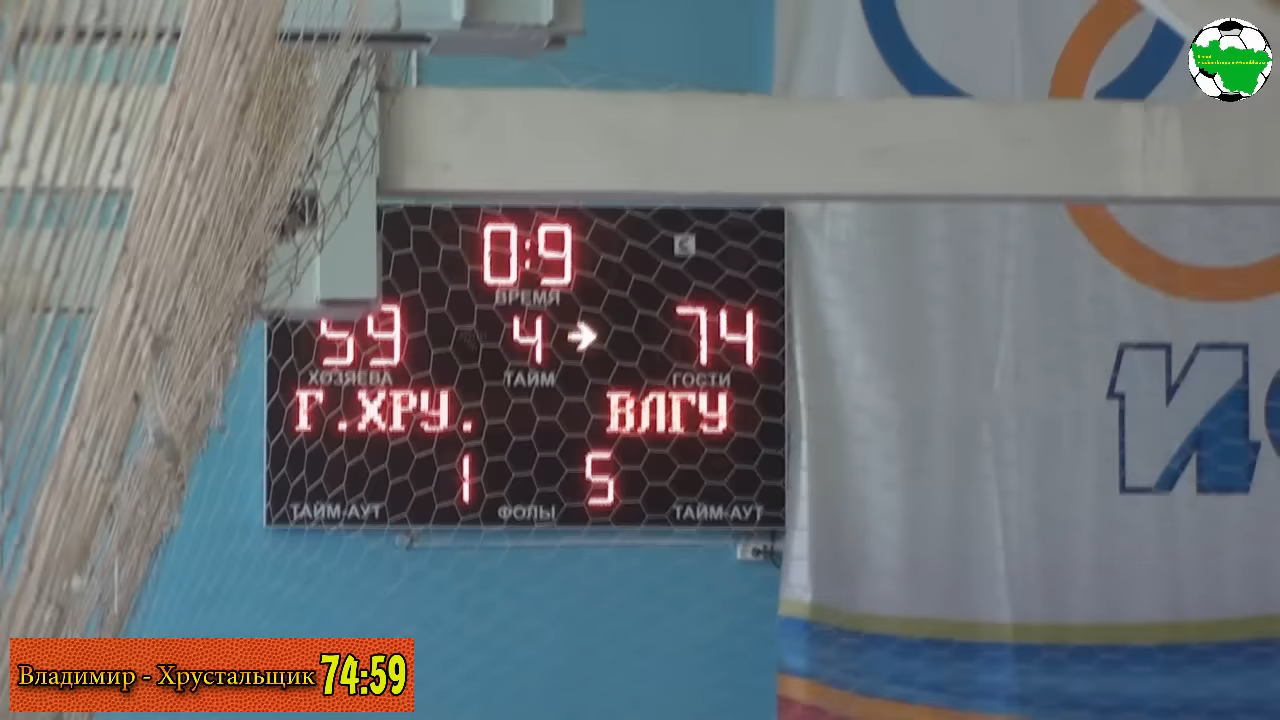 0:9
ВРЕМЯ
59 4 → 74
ХОЗЯЕВА ТАЙМ ГОСТИ
Г.ХРУ. ВЛГУ
1 5
ТАЙМ-АУТ ФОЛЫ ТАЙМ-АУТ
Владимир - Хрустальщик 74:59